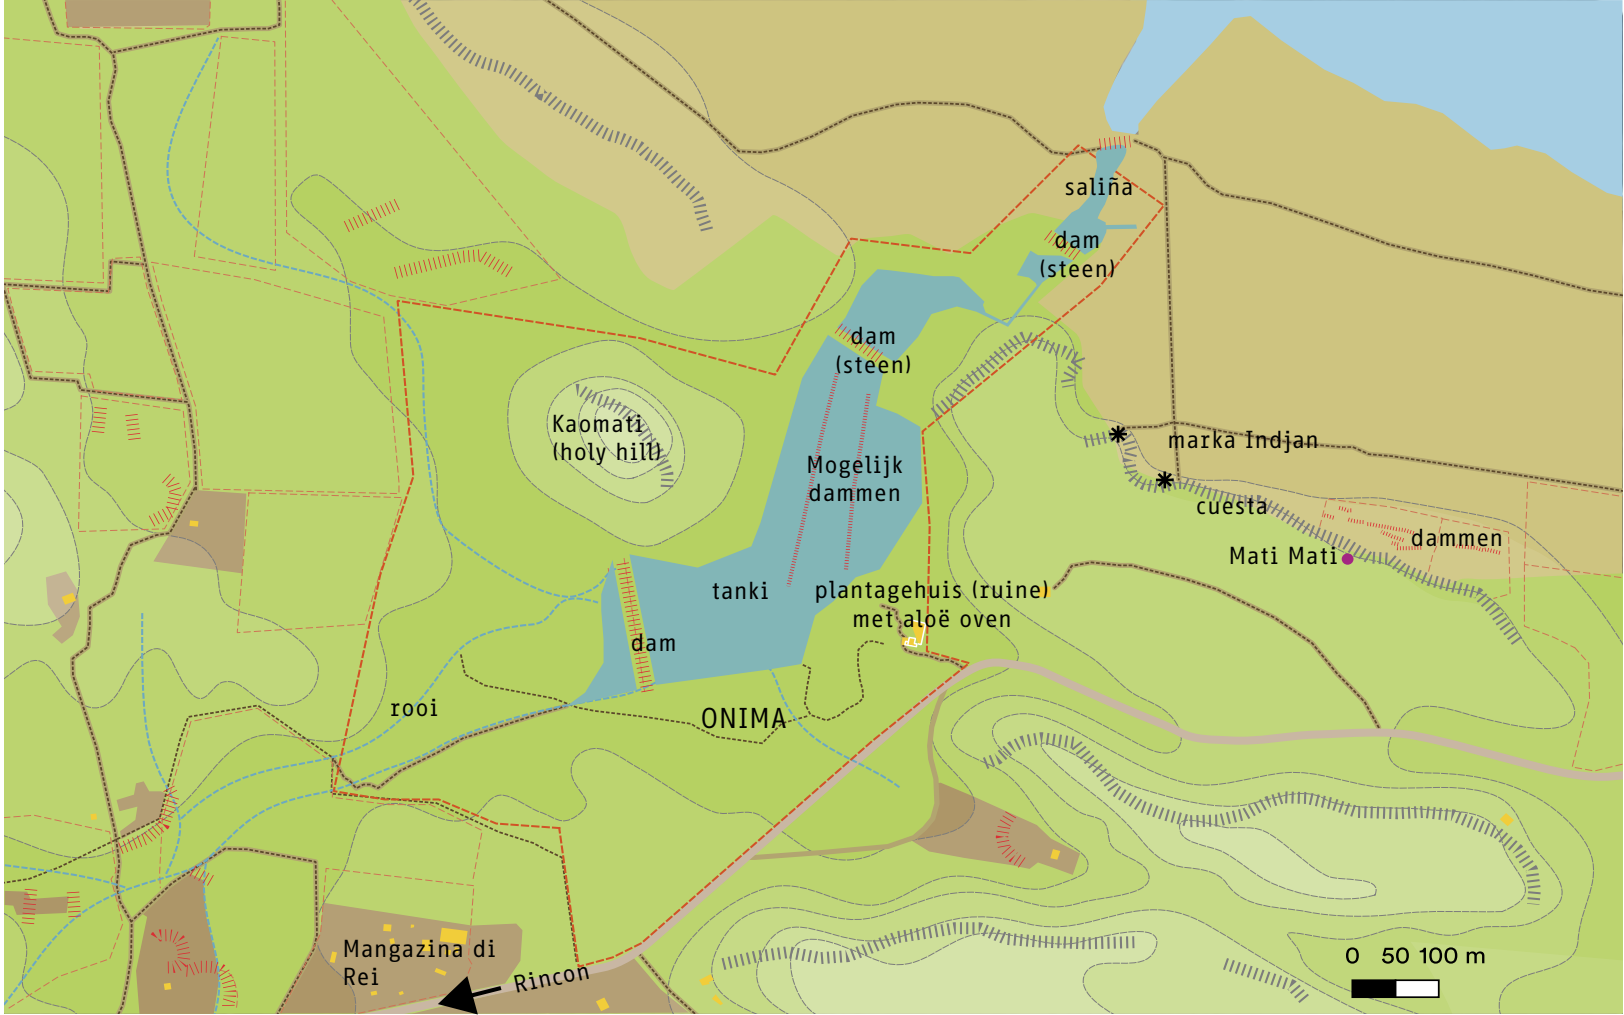 saliña
dam
(steen)
dam
(steen)
Kaomati
(holy hill)
marka Indjan
Mogelijk
dammen
cuesta
dammen
Mati Mati
tanki
plantagehuis (ruine)
met aloë oven
dam
rooi
ONIMA
Mangazina di
Rei
Rincon
0 50 100 m